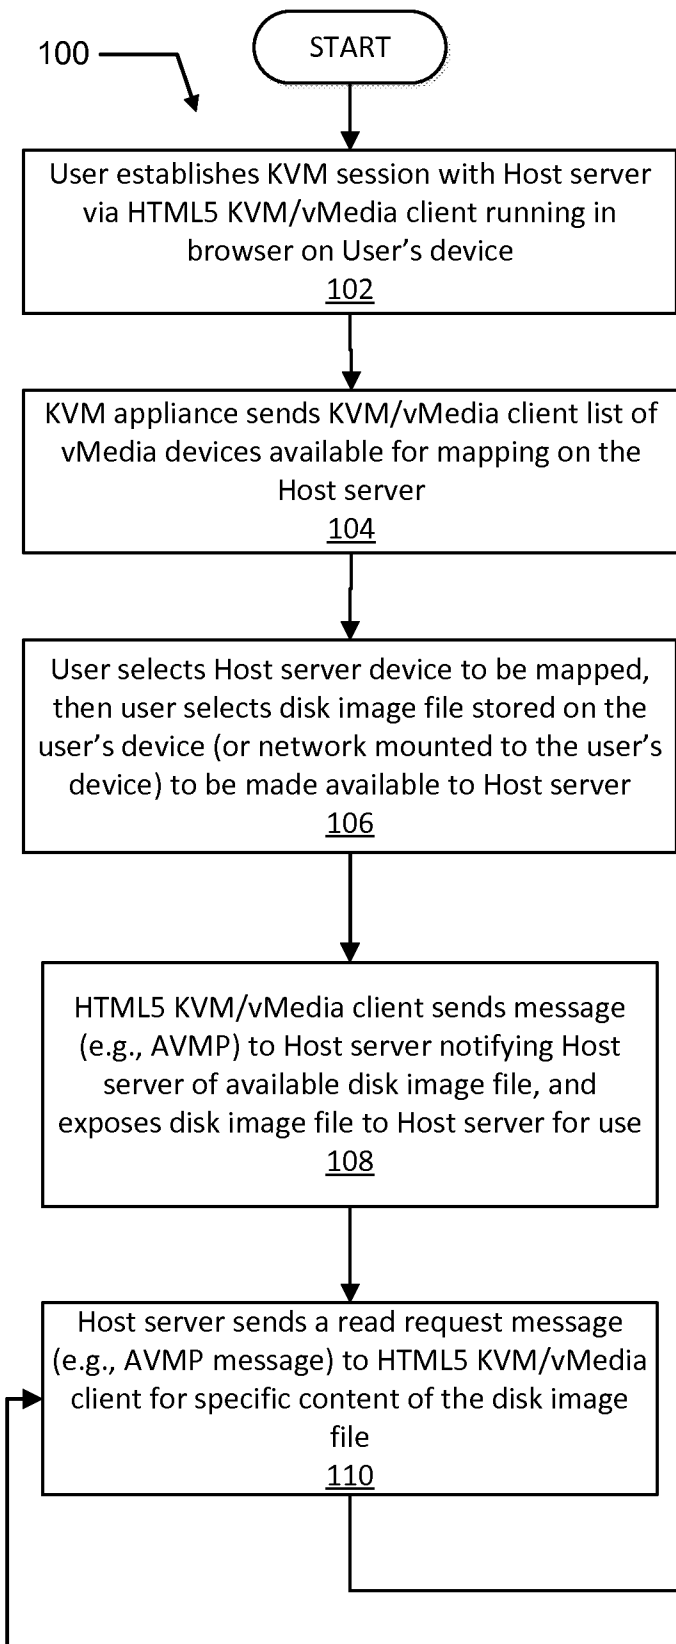 100
START
User establishes KVM session with Host server
via HTML5 KVM/vMedia client running in
browser on User's device
102
KVM appliance sends KVM/vMedia client list of
vMedia devices available for mapping on the
Host server
104
User selects Host server device to be mapped,
then user selects disk image file stored on the
user's device (or network mounted to the user's
device) to be made available to Host server
106
HTML5 KVM/vMedia client sends message
(e.g., AVMP) to Host server notifying Host
server of available disk image file, and
exposes disk image file to Host server for use
108
Host server sends a read request message
(e.g., AVMP message) to HTML5 KVM/vMedia
client for specific content of the disk image
file
110